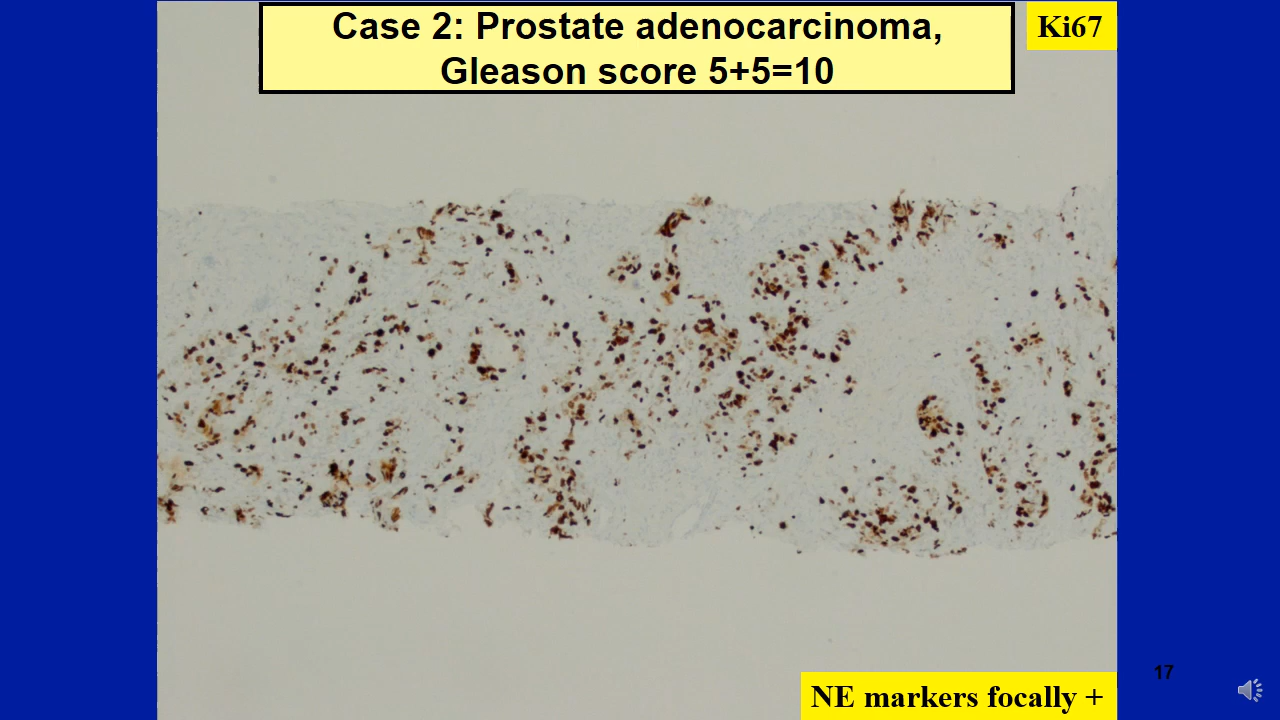 Case 2: Prostate adenocarcinoma,
Gleason score 5+5=10
Ki67
NE markers focally +
17